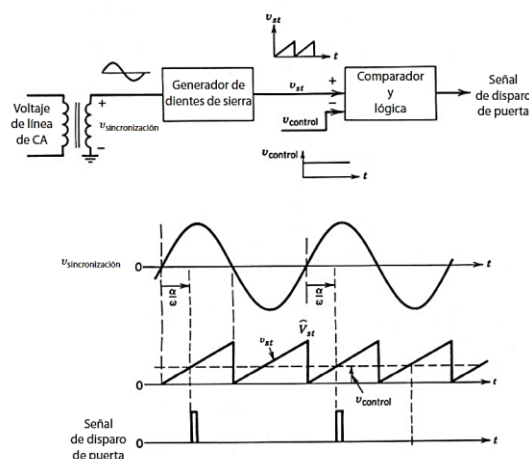 v_st
t
Voltaje
de línea
de CA
+
v_sincronización
−
Generador de
dientes de sierra
v_st
+
−
v_control
Comparador
y
lógica
Señal
de disparo
de puerta
v_control
t
v_sincronización
0
t
α/ω
α/ω
v_st
V̂_st
0
t
v_control
Señal
de disparo
de puerta
0
t